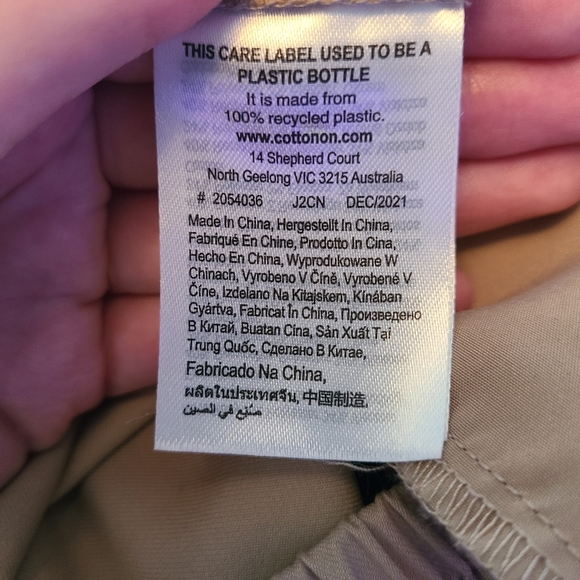 THIS CARE LABEL USED TO BE A
PLASTIC BOTTLE
It is made from
100% recycled plastic.
www.cottonon.com
14 Shepherd Court
North Geelong VIC 3215 Australia
# 2054036 J2CN DEC/2021
Made In China, Hergestellt In China,
Fabriqué En Chine, Prodotto In Cina,
Hecho En China, Wyprodukowane W
Chinach, Vyrobeno V Číně, Vyrobené V
Číne, Izdelano Na Kitajskem, Kínában
Gyártva, Fabricat În China, Произведено
В Китай, Buatan Cina, Sản Xuất Tại
Trung Quốc, Сделано В Китае,
Fabricado Na China,
ผลิตในประเทศจีน, 中国制造,
صنع في الصين